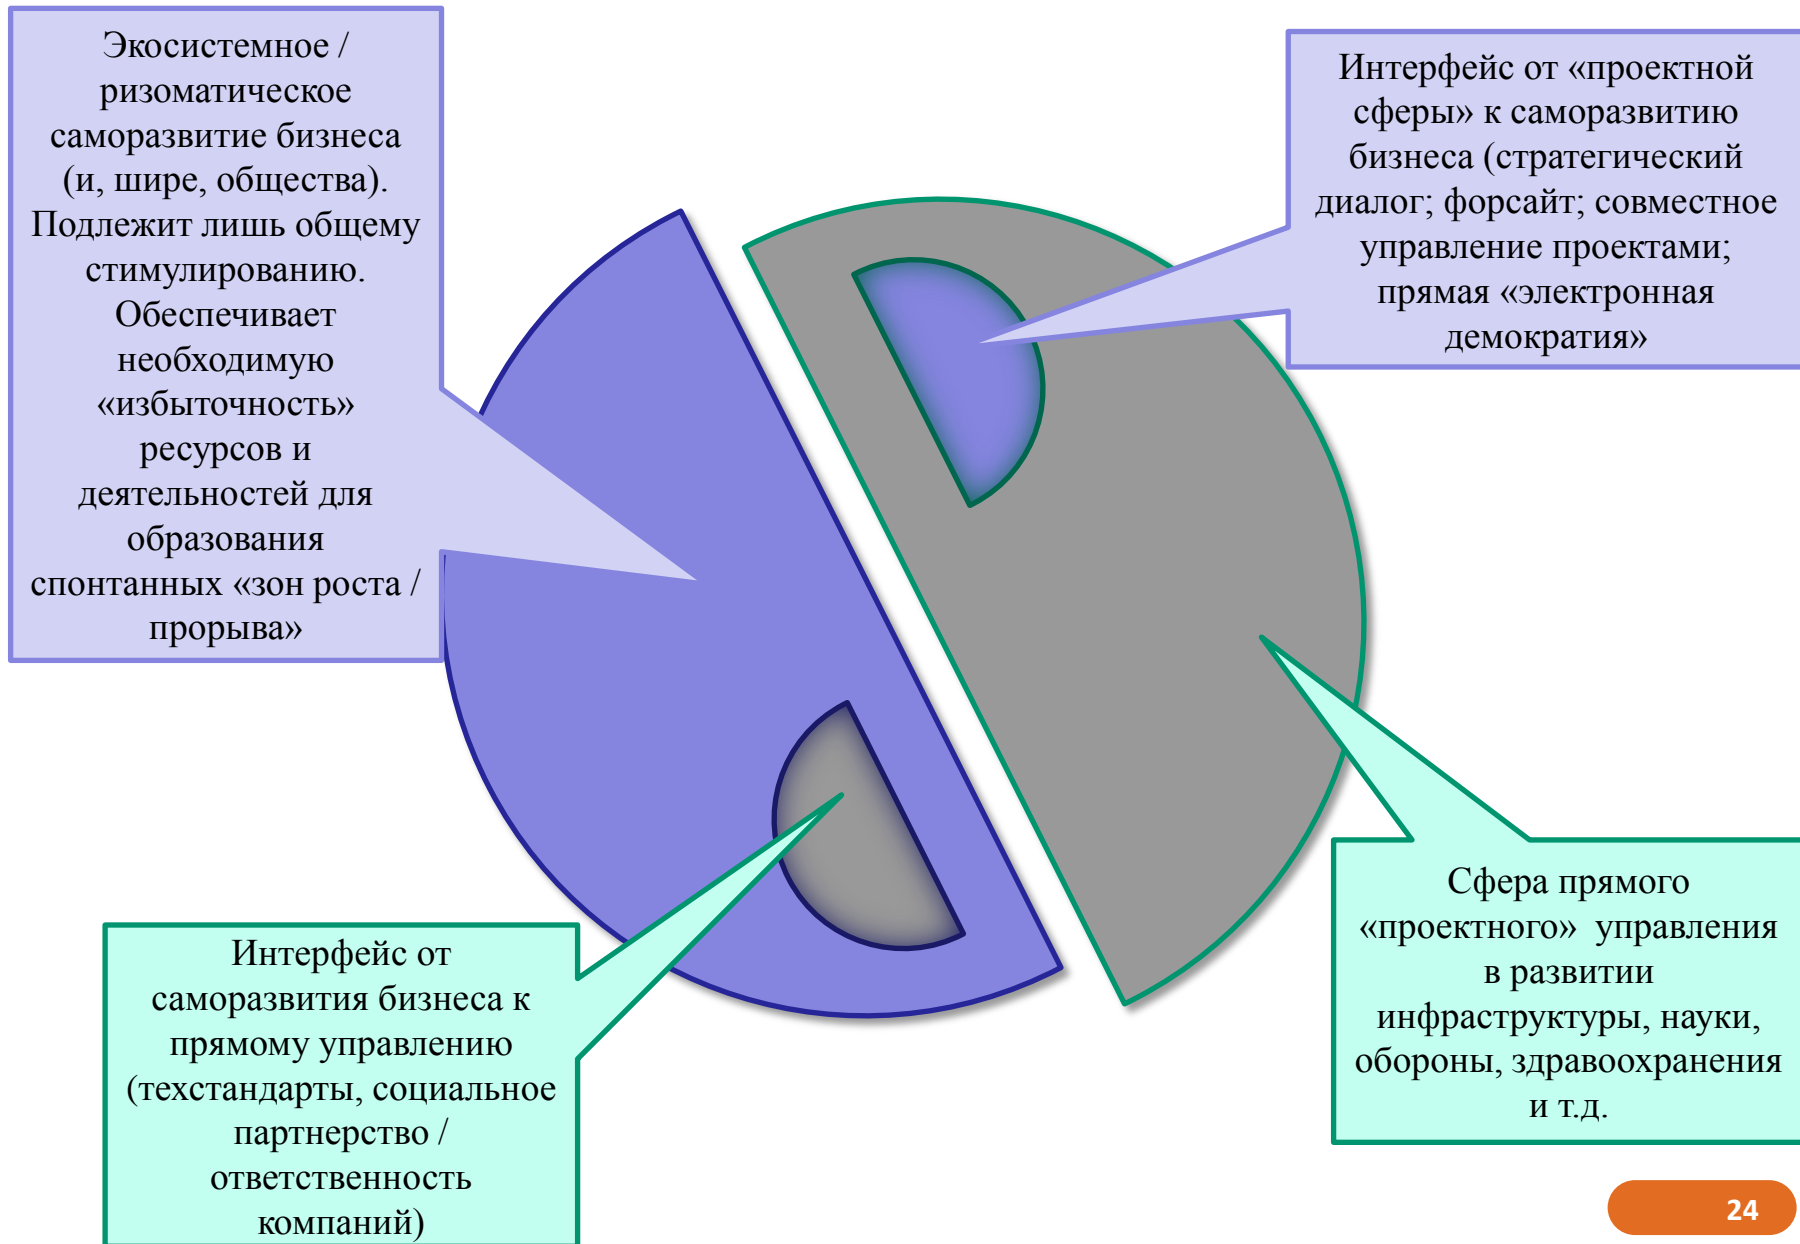 Экосистемное /
ризоматическое
саморазвитие бизнеса
(и, шире, общества).
Подлежит лишь общему
стимулированию.
Обеспечивает
необходимую
«избыточность»
ресурсов и
деятельностей для
образования
спонтанных «зон роста /
прорыва»
Интерфейс от «проектной
сферы» к саморазвитию
бизнеса (стратегический
диалог; форсайт; совместное
управление проектами;
прямая «электронная
демократия»
Интерфейс от
саморазвития бизнеса к
прямому управлению
(техстандарты, социальное
партнерство /
ответственность
компаний)
Сфера прямого
«проектного» управления
в развитии
инфраструктуры, науки,
обороны, здравоохранения
и т.д.
24